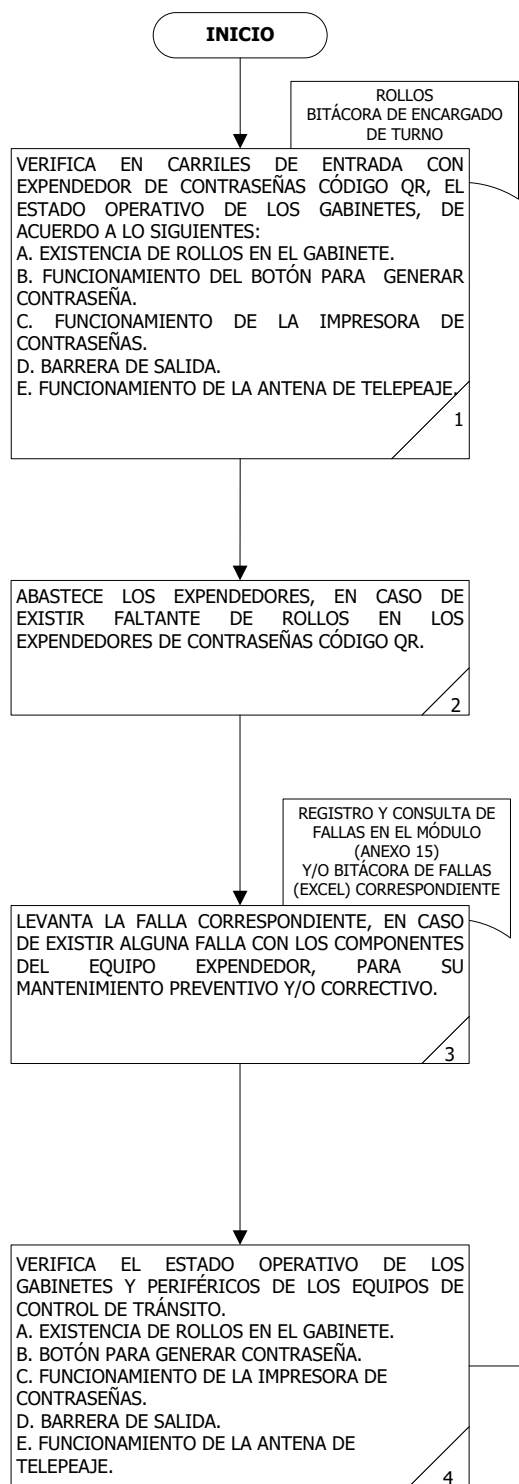 INICIO
ROLLOS
BITÁCORA DE ENCARGADO
DE TURNO
VERIFICA EN CARRILES DE ENTRADA CON
EXPENDEDOR DE CONTRASEÑAS CÓDIGO QR, EL
ESTADO OPERATIVO DE LOS GABINETES, DE
ACUERDO A LO SIGUIENTES:
A. EXISTENCIA DE ROLLOS EN EL GABINETE.
B. FUNCIONAMIENTO DEL BOTÓN PARA GENERAR
CONTRASEÑA.
C. FUNCIONAMIENTO DE LA IMPRESORA DE
CONTRASEÑAS.
D. BARRERA DE SALIDA.
E. FUNCIONAMIENTO DE LA ANTENA DE TELEPEAJE.
1
ABASTECE LOS EXPENDEDORES, EN CASO DE
EXISTIR FALTANTE DE ROLLOS EN LOS
EXPENDEDORES DE CONTRASEÑAS CÓDIGO QR.
2
REGISTRO Y CONSULTA DE
FALLAS EN EL MÓDULO
(ANEXO 15)
Y/O BITÁCORA DE FALLAS
(EXCEL) CORRESPONDIENTE
LEVANTA LA FALLA CORRESPONDIENTE, EN CASO
DE EXISTIR ALGUNA FALLA CON LOS COMPONENTES
DEL EQUIPO EXPENDEDOR, PARA SU
MANTENIMIENTO PREVENTIVO Y/O CORRECTIVO.
3
VERIFICA EL ESTADO OPERATIVO DE LOS
GABINETES Y PERIFÉRICOS DE LOS EQUIPOS DE
CONTROL DE TRÁNSITO.
A. EXISTENCIA DE ROLLOS EN EL GABINETE.
B. BOTÓN PARA GENERAR CONTRASEÑA.
C. FUNCIONAMIENTO DE LA IMPRESORA DE
CONTRASEÑAS.
D. BARRERA DE SALIDA.
E. FUNCIONAMIENTO DE LA ANTENA DE
TELEPEAJE.
4